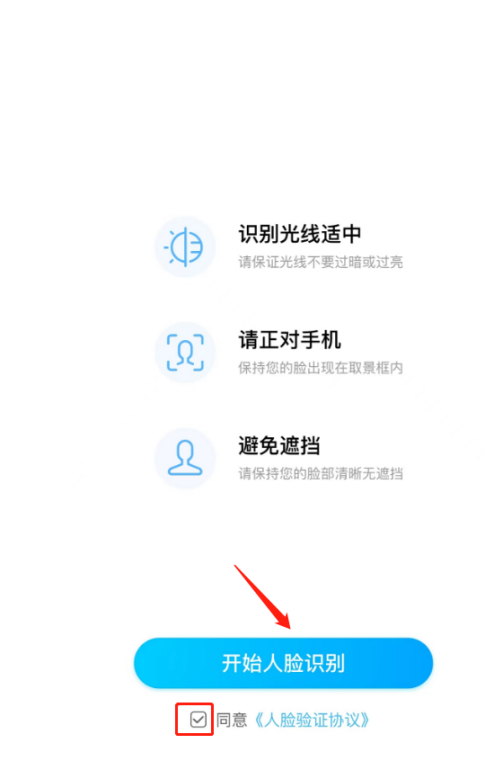 识别光线适中
请保证光线不要过暗或过亮
请正对手机
保持您的脸出现在取景框内
避免遮挡
请保持您的脸部清晰无遮挡
开始人脸识别
同意《人脸验证协议》